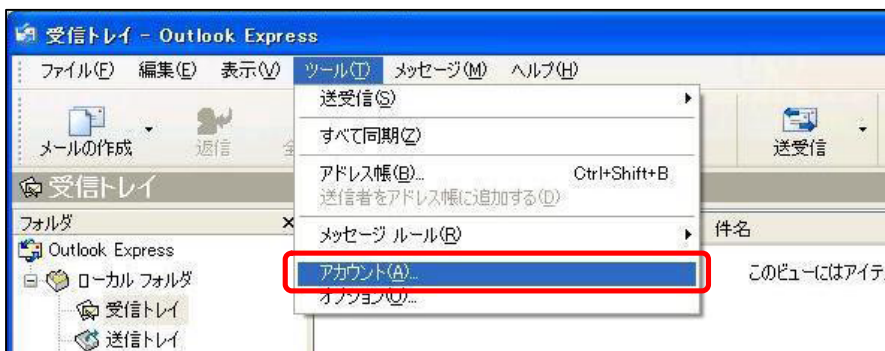 受信トレイ - Outlook Express
ファイル(F) 編集(E) 表示(V) ツール(T) メッセージ(M) ヘルプ(H)
メールの作成 返信 全 送受信
送受信(S)
すべて同期(Z)
アドレス帳(B)... Ctrl+Shift+B
送信者をアドレス帳に追加する(D)
メッセージ ルール(R)
アカウント(A)...
オプション(O)...
受信トレイ
フォルダ
Outlook Express
ローカル フォルダ
受信トレイ
送信トレイ
件名
このビューにはアイテ